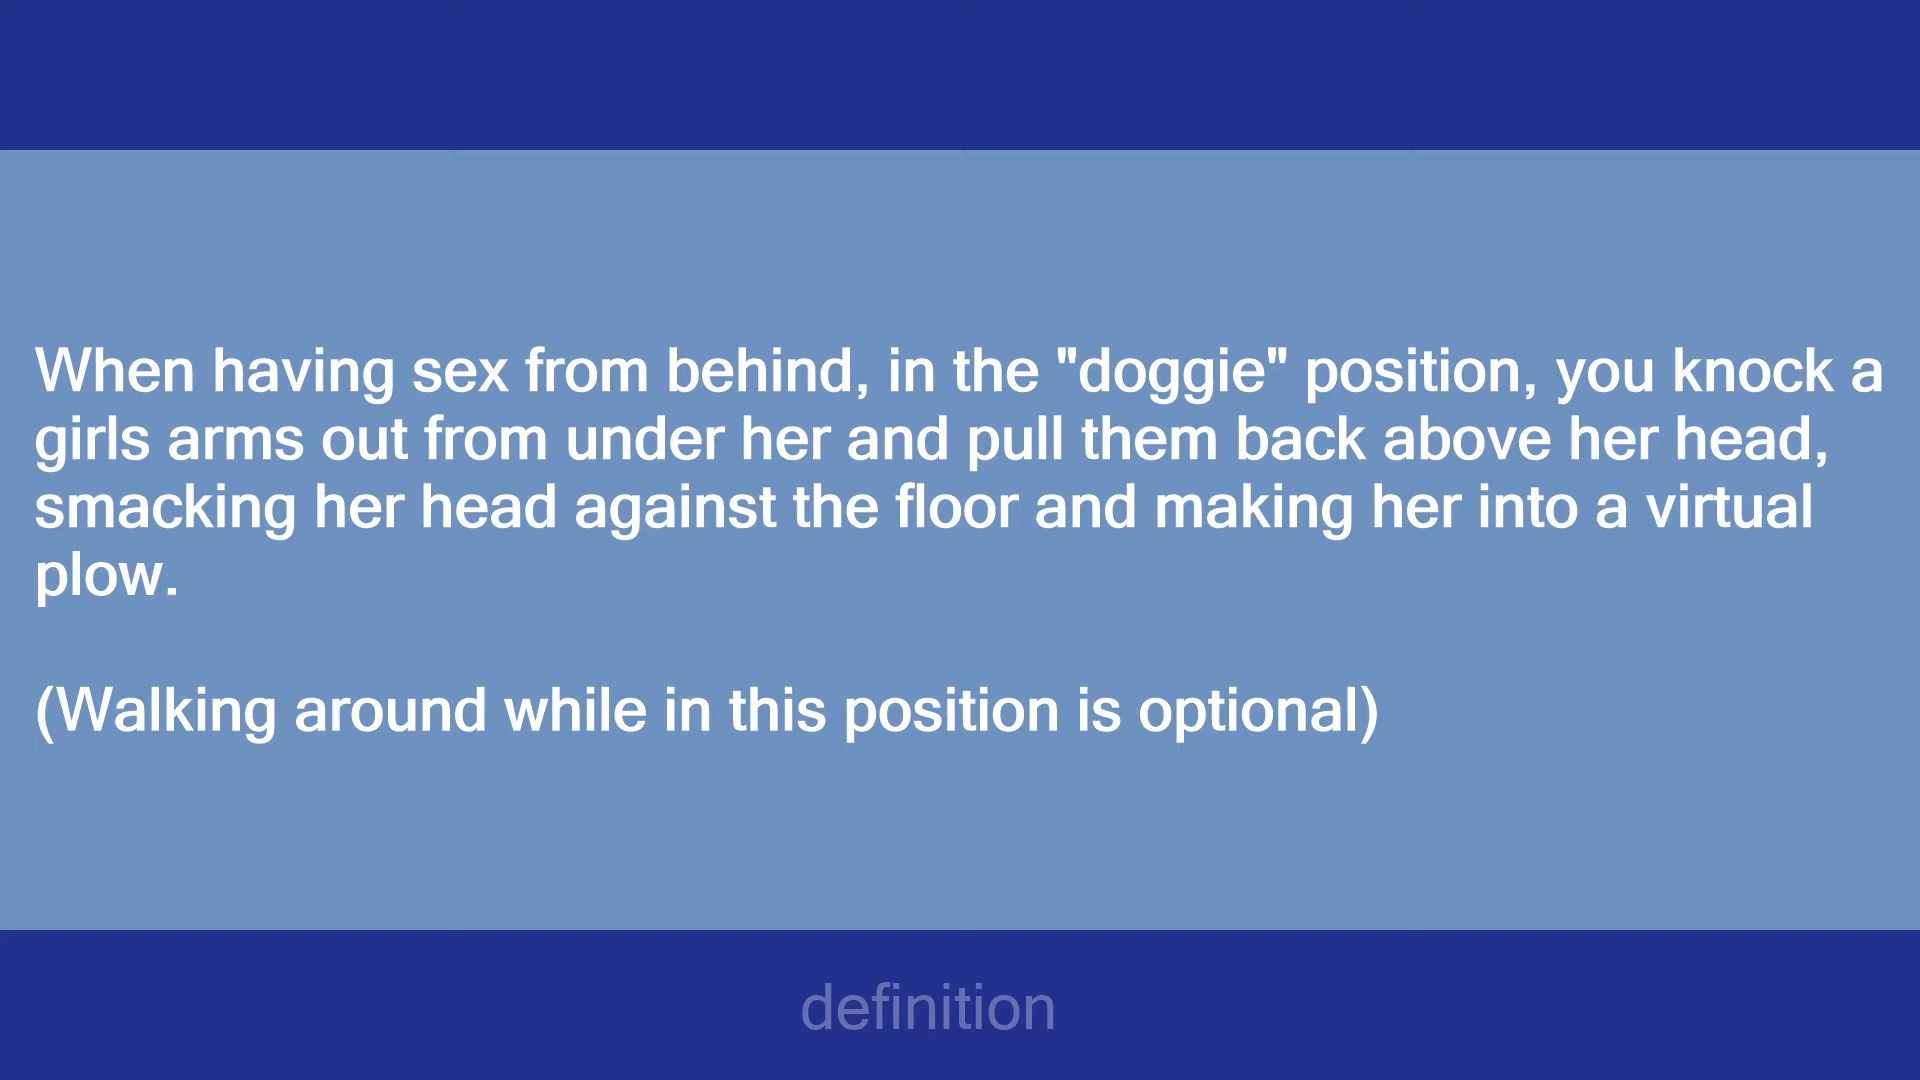 When having sex from behind, in the "doggie" position, you knock a
girls arms out from under her and pull them back above her head,
smacking her head against the floor and making her into a virtual
plow.
(Walking around while in this position is optional)
definition